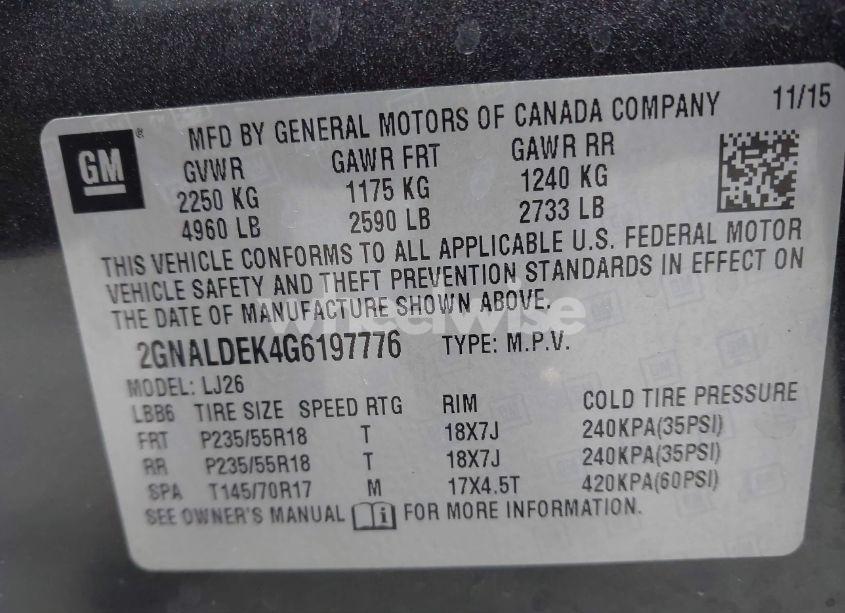 11/15
GM ®
MFD BY GENERAL MOTORS OF CANADA COMPANY
GVWR GAWR FRT GAWR RR
2250 KG 1175 KG 1240 KG
4960 LB 2590 LB 2733 LB
THIS VEHICLE CONFORMS TO ALL APPLICABLE U.S. FEDERAL MOTOR
VEHICLE SAFETY AND THEFT PREVENTION STANDARDS IN EFFECT ON
THE DATE OF MANUFACTURE SHOWN ABOVE.
wheelwise
2GNALDEK4G6197776 TYPE: M.P.V.
MODEL: LJ26
LBB6 TIRE SIZE SPEED RTG RIM COLD TIRE PRESSURE
FRT P235/55R18 T 18X7J 240KPA(35PSI)
RR P235/55R18 T 18X7J 240KPA(35PSI)
SPA T145/70R17 M 17X4.5T 420KPA(60PSI)
SEE OWNER'S MANUAL i FOR MORE INFORMATION.